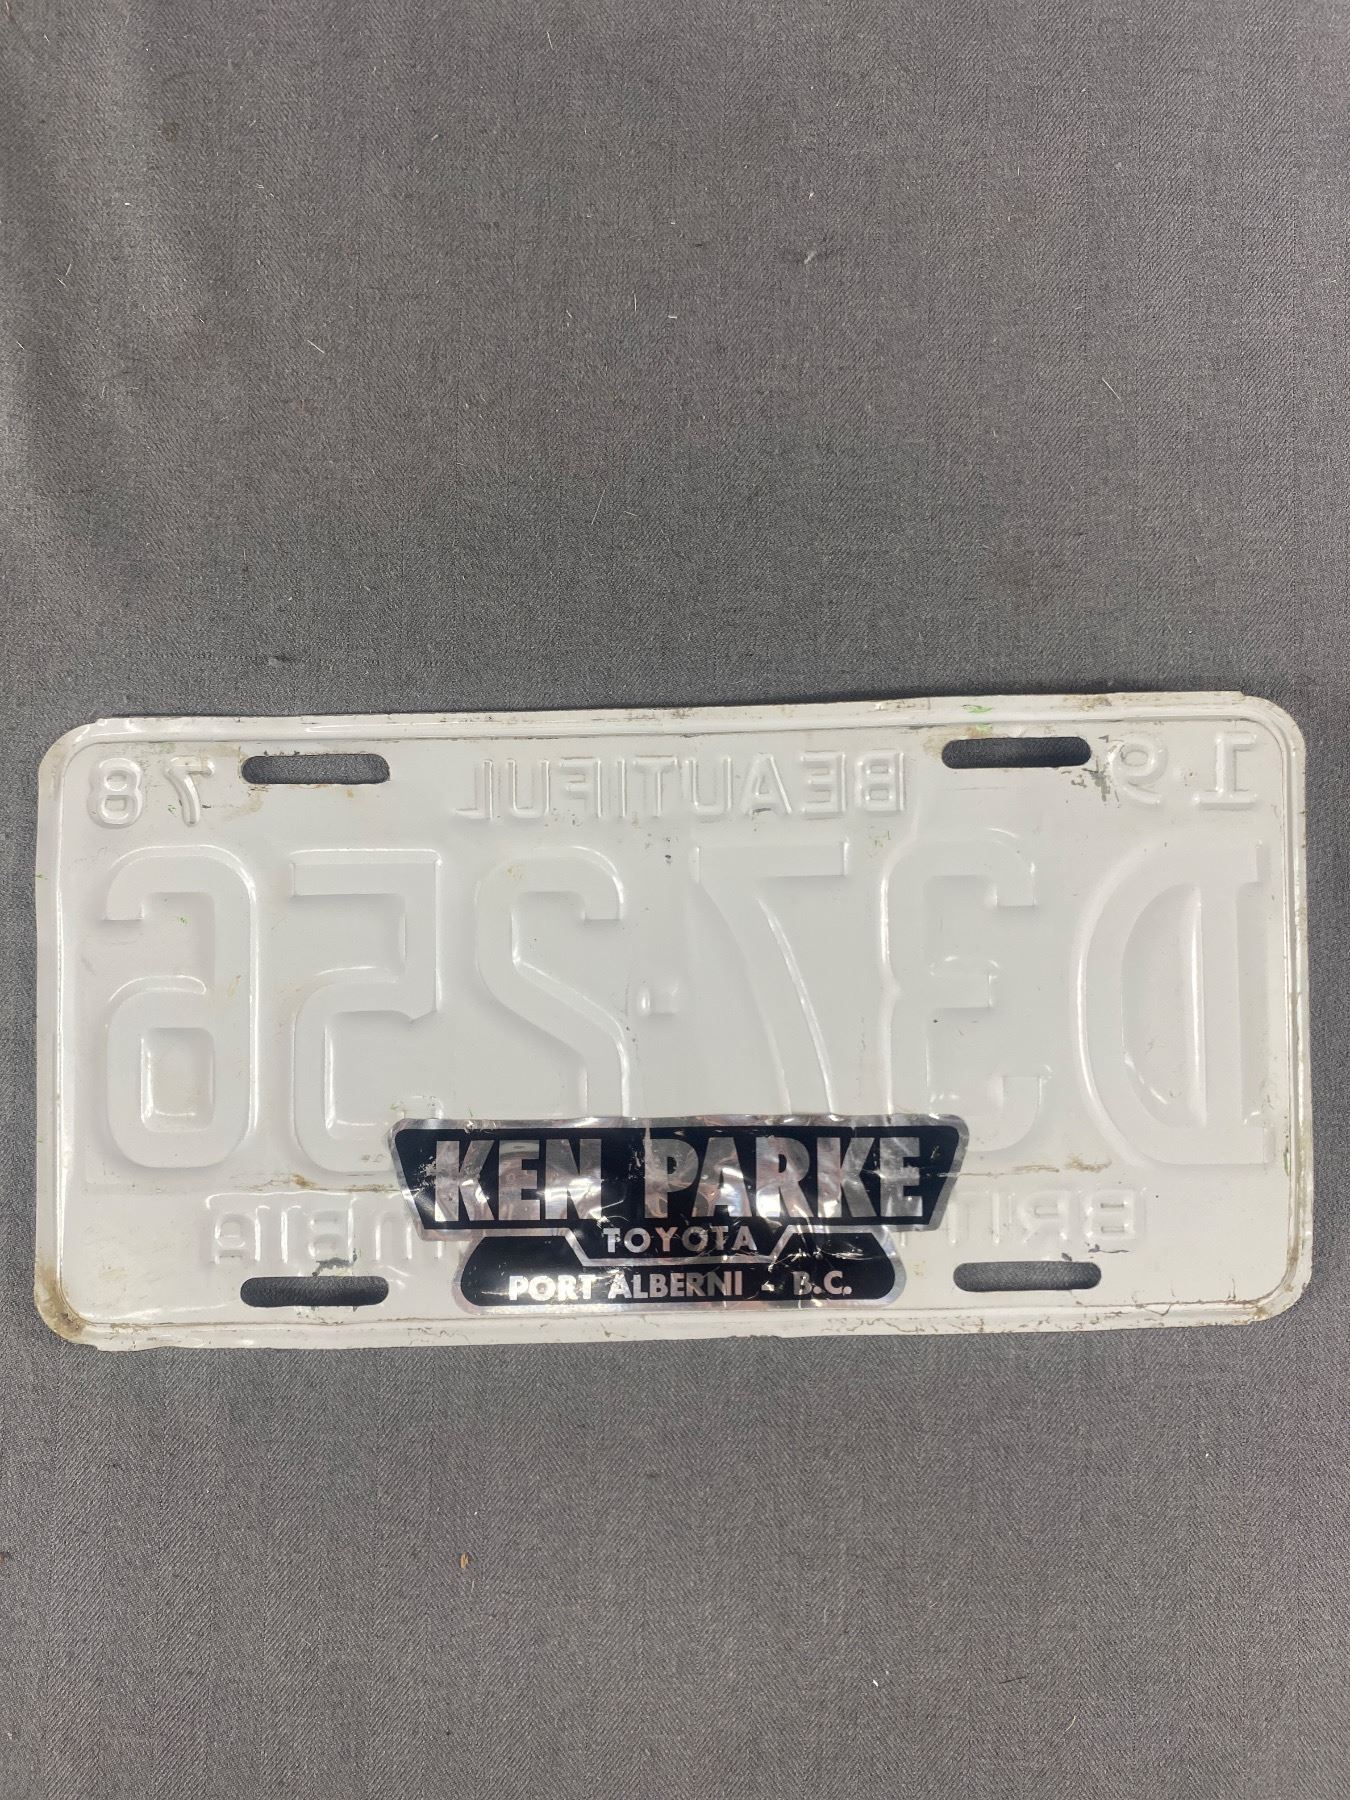 19 BEAUTIFUL 78
D37·256
KEN PARKE
TOYOTA
PORT ALBERNI - B.C.